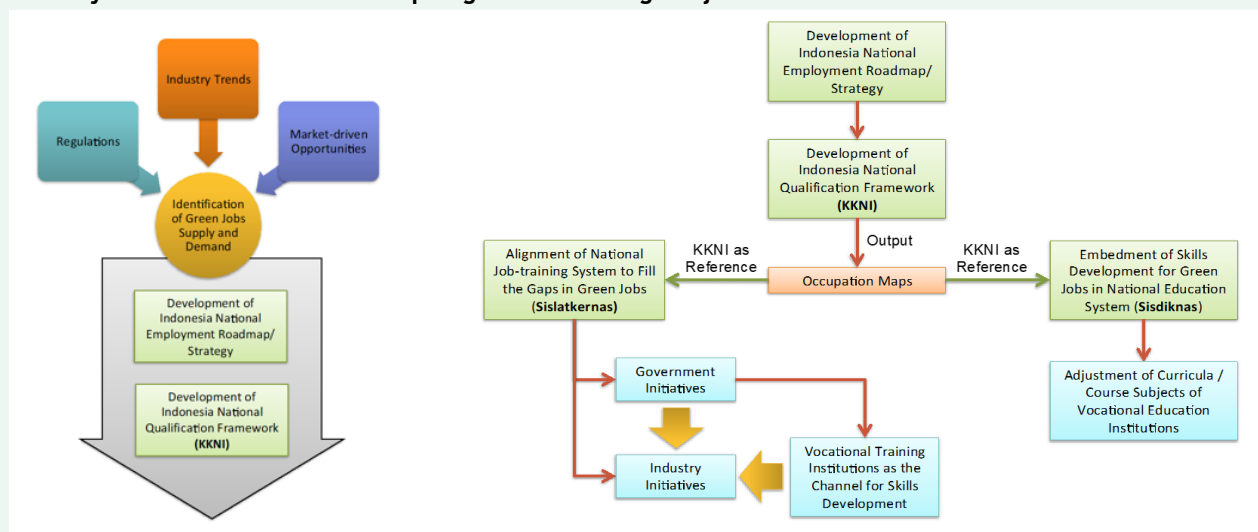 Industry Trends
Regulations
Market-driven
Opportunities
Identification
of Green Jobs
Supply and
Demand
Development of
Indonesia National
Employment Roadmap/
Strategy
Development of
Indonesia National
Qualification Framework
(KKNI)
Development of
Indonesia National
Employment Roadmap/
Strategy
Development of
Indonesia National
Qualification Framework
(KKNI)
Output
Alignment of National
Job-training System to Fill
the Gaps in Green Jobs
(Sislatkernas)
KKNI as
Reference
Occupation Maps
KKNI as
Reference
Embedment of Skills
Development for Green
Jobs in National Education
System (Sisdiknas)
Government
Initiatives
Adjustment of Curricula /
Course Subjects of
Vocational Education
Institutions
Industry
Initiatives
Vocational Training
Institutions as the
Channel for Skills
Development